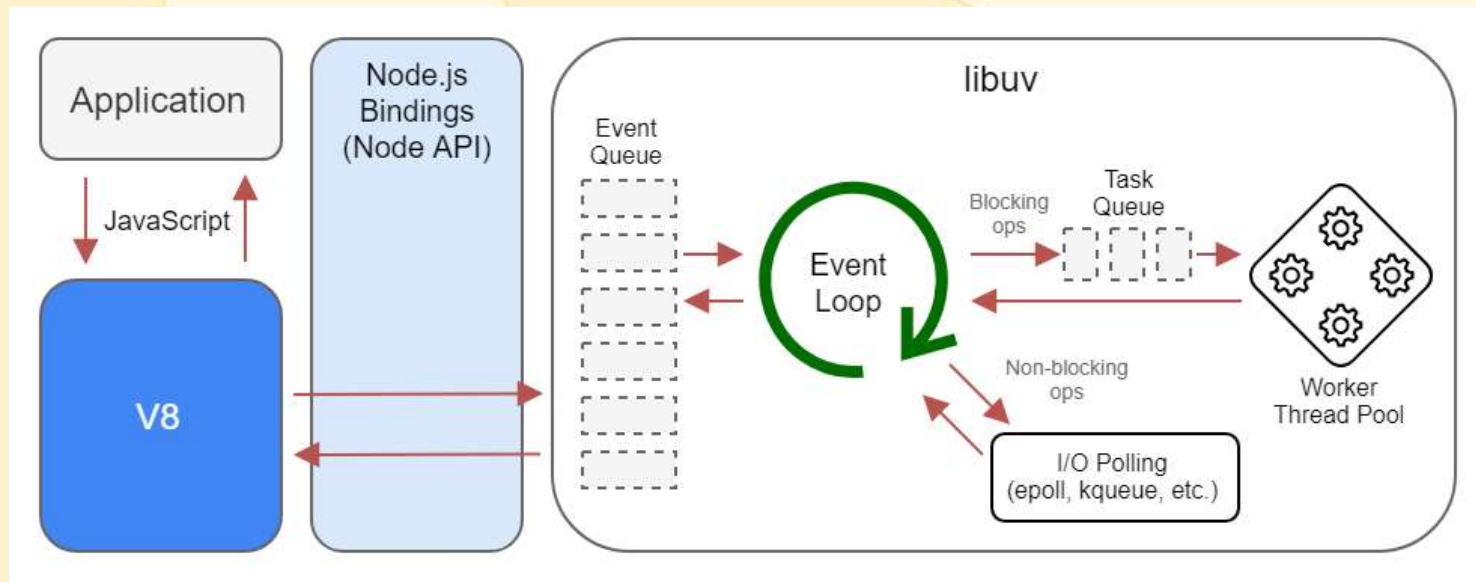 Application
JavaScript
V8
Node.js
Bindings
(Node API)
libuv
Event
Queue
Event
Loop
Blocking
ops
Task
Queue
Worker
Thread Pool
Non-blocking
ops
I/O Polling
(epoll, kqueue, etc.)